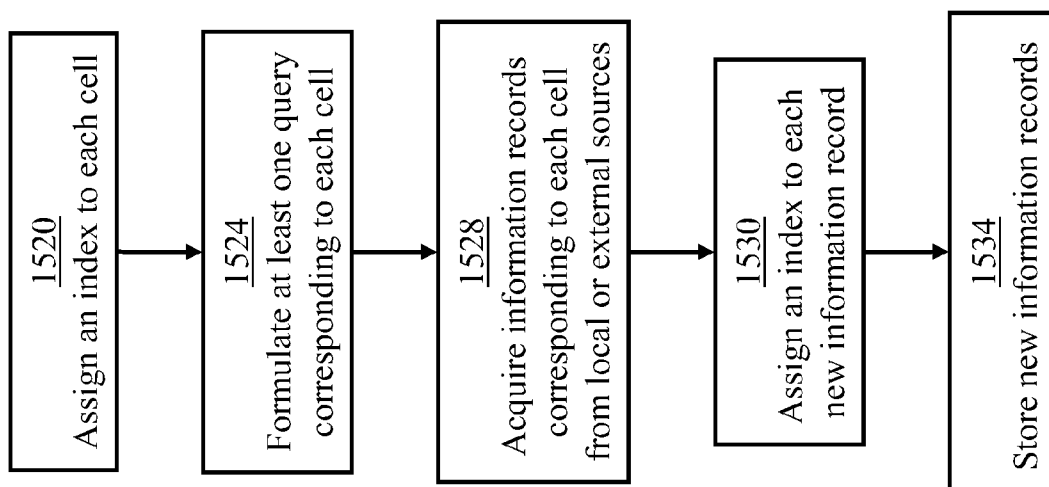 1520
Assign an index to each cell
1524
Formulate at least one query
corresponding to each cell
1528
Acquire information records
corresponding to each cell
from local or external sources
1530
Assign an index to each
new information record
1534
Store new information records